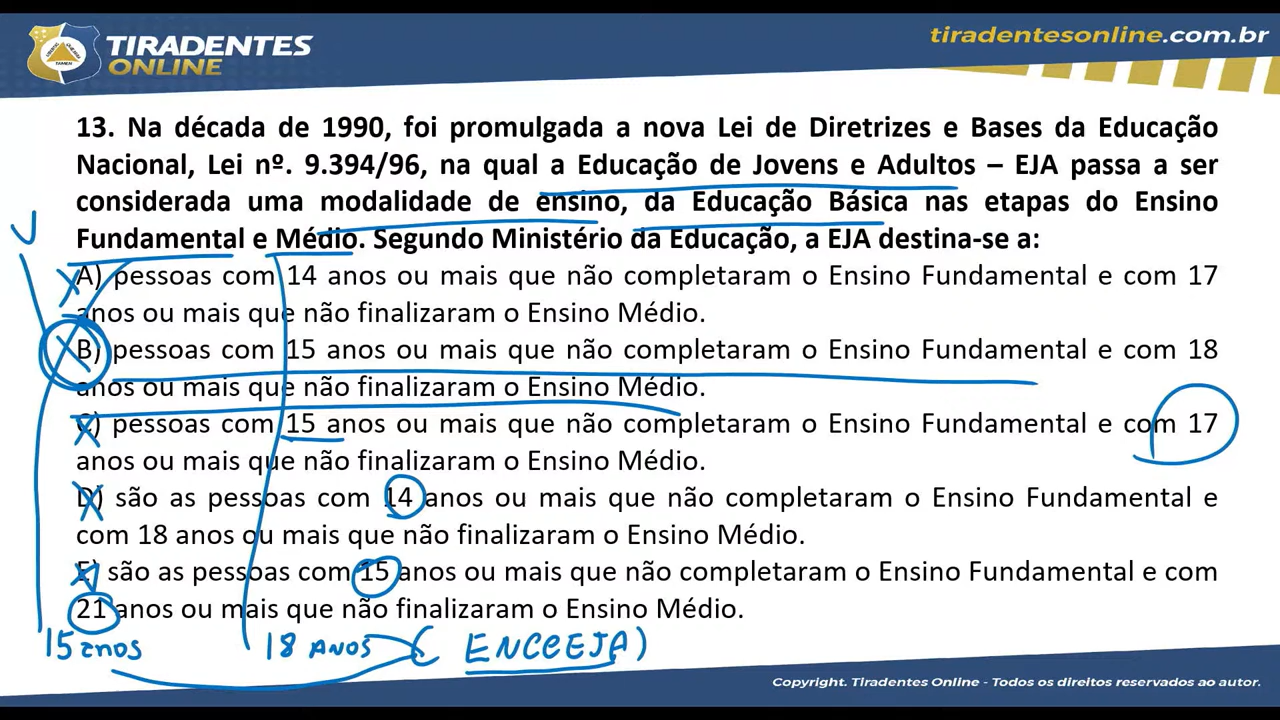 TIRADENTES
ONLINE
tiradentesonline.com.br
13. Na década de 1990, foi promulgada a nova Lei de Diretrizes e Bases da Educação
Nacional, Lei nº. 9.394/96, na qual a Educação de Jovens e Adultos – EJA passa a ser
considerada uma modalidade de ensino, da Educação Básica nas etapas do Ensino
Fundamental e Médio. Segundo Ministério da Educação, a EJA destina-se a:
A) pessoas com 14 anos ou mais que não completaram o Ensino Fundamental e com 17
anos ou mais que não finalizaram o Ensino Médio.
B) pessoas com 15 anos ou mais que não completaram o Ensino Fundamental e com 18
anos ou mais que não finalizaram o Ensino Médio.
C) pessoas com 15 anos ou mais que não completaram o Ensino Fundamental e com 17
anos ou mais que não finalizaram o Ensino Médio.
D) são as pessoas com 14 anos ou mais que não completaram o Ensino Fundamental e
com 18 anos ou mais que não finalizaram o Ensino Médio.
E) são as pessoas com 15 anos ou mais que não completaram o Ensino Fundamental e com
21 anos ou mais que não finalizaram o Ensino Médio.
15 anos 18 ANOS (ENCCEJA)
Copyright. Tiradentes Online - Todos os direitos reservados ao autor.